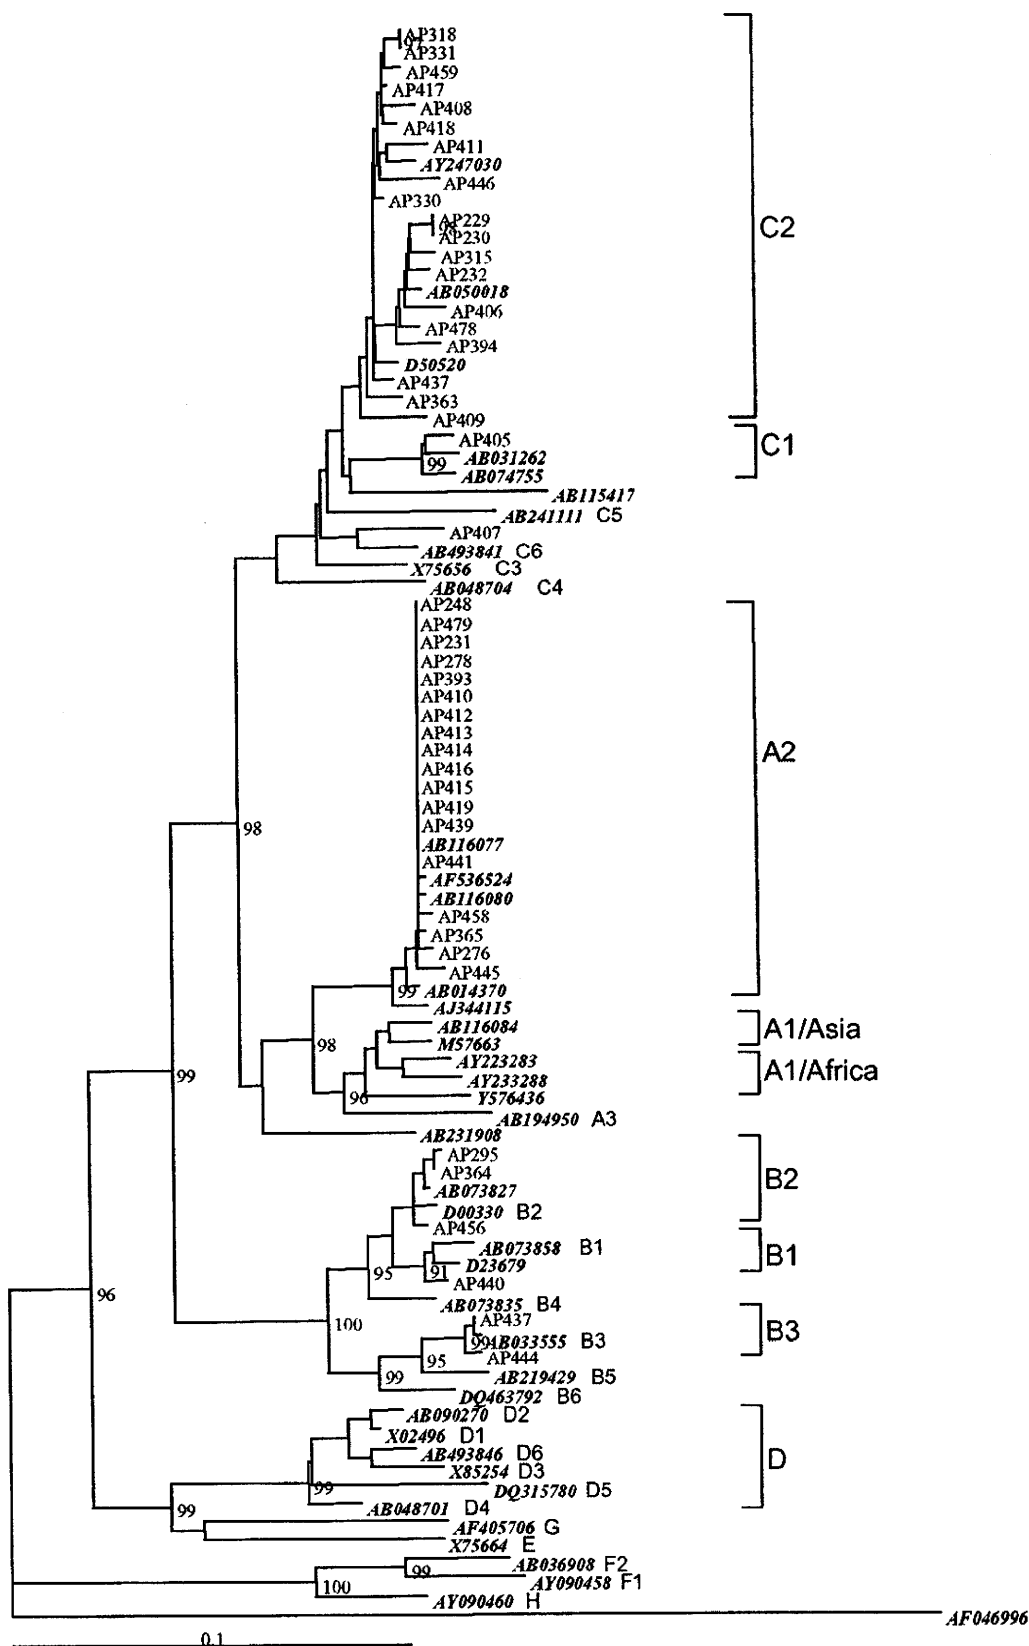 AP318
97
AP331
AP459
AP417
AP408
AP418
AP411
AY247030
AP446
AP330
C2
AP229
98
AP230
AP315
AP232
AB050018
AP406
AP478
AP394
D50520
AP437
AP363
AP409
AP405
C1
AB031262
99
AB074755
AB115417
AB241111 C5
AP407
AB493841 C6
X75656 C3
AB048704 C4
AP248
AP479
AP231
AP278
AP393
AP410
AP412
AP413
AP414
A2
AP416
AP415
AP419
AP439
98
AB116077
AP441
AF536524
AB116080
AP458
AP365
AP276
AP445
99 AB014370
AJ344115
AB116084
A1/Asia
98
M57663
AY223283
A1/Africa
99
AY233288
96
Y576436
AB194950 A3
AB231908
AP295
AP364
B2
AB073827
D00330 B2
AP456
AB073858 B1
B1
D23679
95
91
AP440
96
AB073835 B4
AP437
100
B3
99
AB033555 B3
AP444
95
AB219429 B5
99
DQ463792 B6
AB090270 D2
X02496 D1
AB493846 D6
D
X85254 D3
99
DQ315780 D5
AB048701 D4
99
AF405706 G
X75664 E
AB036908 F2
99
AY090458 F1
100
AY090460 H
AF046996
0.1